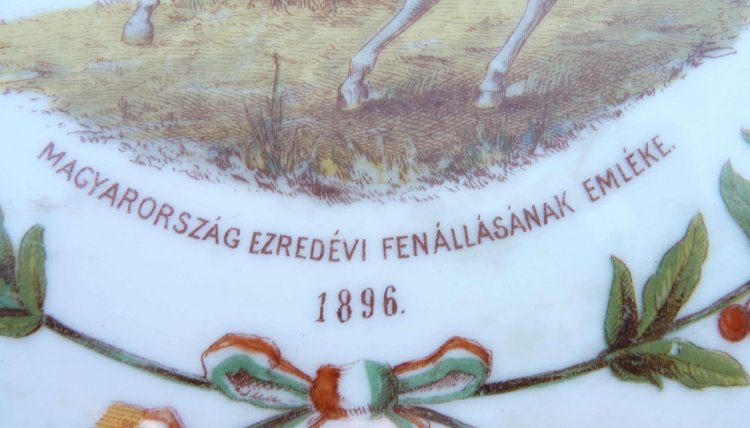 MAGYARORSZÁG EZREDÉVI FENÁLLÁSÁNAK EMLÉKE.
1896.